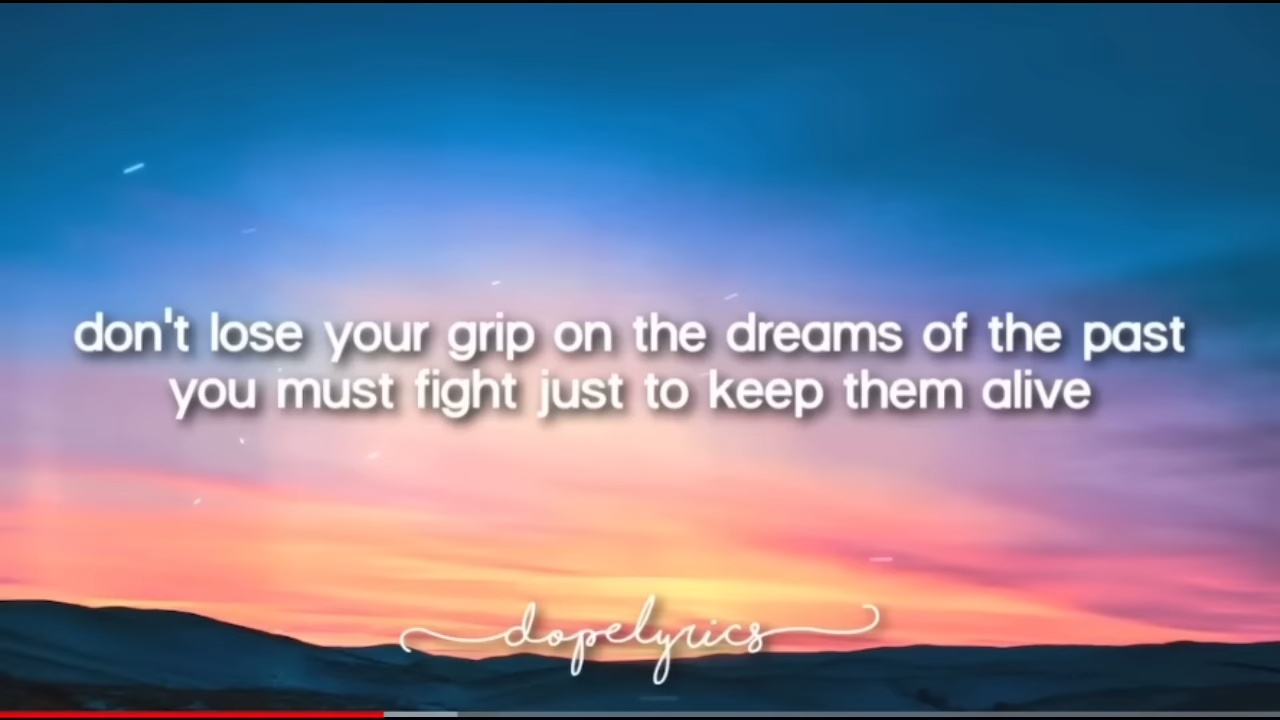 don't lose your grip on the dreams of the past
you must fight just to keep them alive
dopelyrics